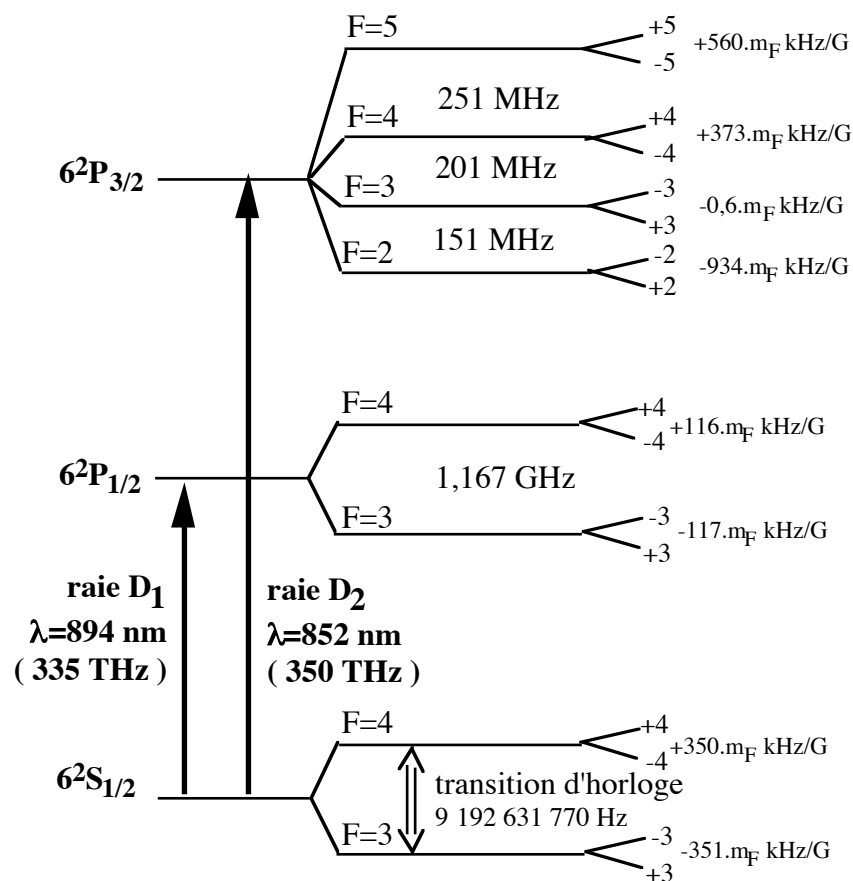 F=5
+5
-5
+560.mF kHz/G
251 MHz
F=4
+4
-4
+373.mF kHz/G
6²P3/2
201 MHz
F=3
-3
+3
-0,6.mF kHz/G
151 MHz
F=2
-2
+2
-934.mF kHz/G
F=4
+4
-4
+116.mF kHz/G
6²P1/2
1,167 GHz
F=3
-3
+3
-117.mF kHz/G
raie D1
λ=894 nm
( 335 THz )
raie D2
λ=852 nm
( 350 THz )
F=4
+4
-4
+350.mF kHz/G
6²S1/2
transition d'horloge
9 192 631 770 Hz
F=3
-3
+3
-351.mF kHz/G